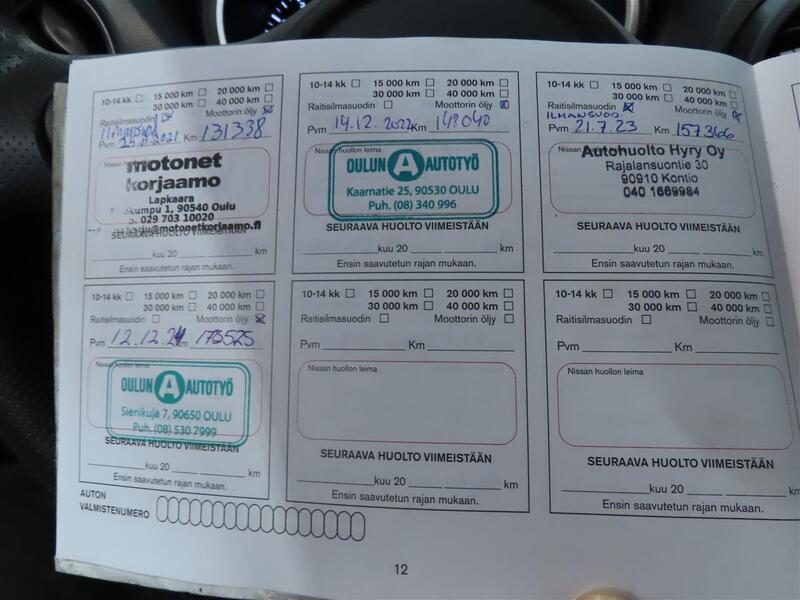 10-14 kk 15 000 km 20 000 km
30 000 km 40 000 km
Raitisilmasuodin Moottorin öljy
Pvm 2021 Km 131338
motonet
korjaamo
Lapkaara
90540 Oulu
p. 029 703 10020
SEURAAVA HUOLTO VIIMEISTÄÄN
kuu 20 km
Ensin saavutetun rajan mukaan.
10-14 kk 15 000 km 20 000 km
30 000 km 40 000 km
Raitisilmasuodin Moottorin öljy
Pvm 14.12.2022 Km 148040
Nissan huollon leima
OULUN A AUTOTYÖ
Kaarnatie 25, 90530 OULU
Puh. (08) 340 996
SEURAAVA HUOLTO VIIMEISTÄÄN
kuu 20 km
Ensin saavutetun rajan mukaan.
10-14 kk 15 000 km 20 000 km
30 000 km 40 000 km
Raitisilmasuodin Moottorin öljy
ILMANSUOD
Pvm 21.7.23 Km 157366
Autohuolto Hyry Oy
Rajalansuontie 30
90910 Kontio
040 1669984
SEURAAVA HUOLTO VIIMEISTÄÄN
kuu 20 km
Ensin saavutetun rajan mukaan.
10-14 kk 15 000 km 20 000 km
30 000 km 40 000 km
Raitisilmasuodin Moottorin öljy
Pvm 12.12.24 Km 175525
Nissan huollon leima
OULUN A AUTOTYÖ
Sienikuja 7, 90650 OULU
Puh. (08) 530 7999
SEURAAVA HUOLTO VIIMEISTÄÄN
kuu 20 km
Ensin saavutetun rajan mukaan.
10-14 kk 15 000 km 20 000 km
30 000 km 40 000 km
Raitisilmasuodin Moottorin öljy
Pvm Km
Nissan huollon leima
SEURAAVA HUOLTO VIIMEISTÄÄN
kuu 20 km
Ensin saavutetun rajan mukaan.
10-14 kk 15 000 km 20 000 km
30 000 km 40 000 km
Raitisilmasuodin Moottorin öljy
Pvm Km
Nissan huollon leima
SEURAAVA HUOLTO VIIMEISTÄÄN
kuu 20 km
Ensin saavutetun rajan mukaan.
AUTON
VALMISTENUMERO
12